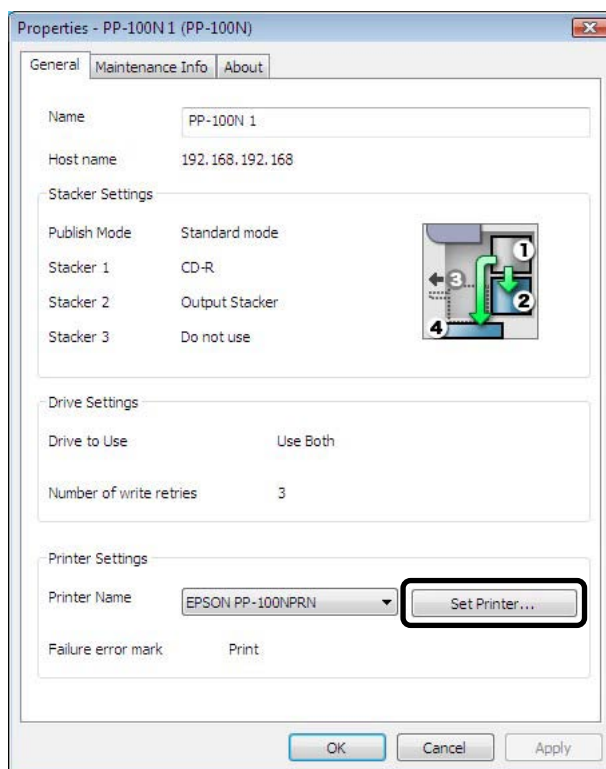 Properties - PP-100N 1 (PP-100N)
General Maintenance Info About
Name PP-100N 1
Host name 192.168.192.168
Stacker Settings
Publish Mode Standard mode
Stacker 1 CD-R
Stacker 2 Output Stacker
Stacker 3 Do not use
1
3
2
4
Drive Settings
Drive to Use Use Both
Number of write retries 3
Printer Settings
Printer Name EPSON PP-100NPRN Set Printer...
Failure error mark Print
OK Cancel Apply